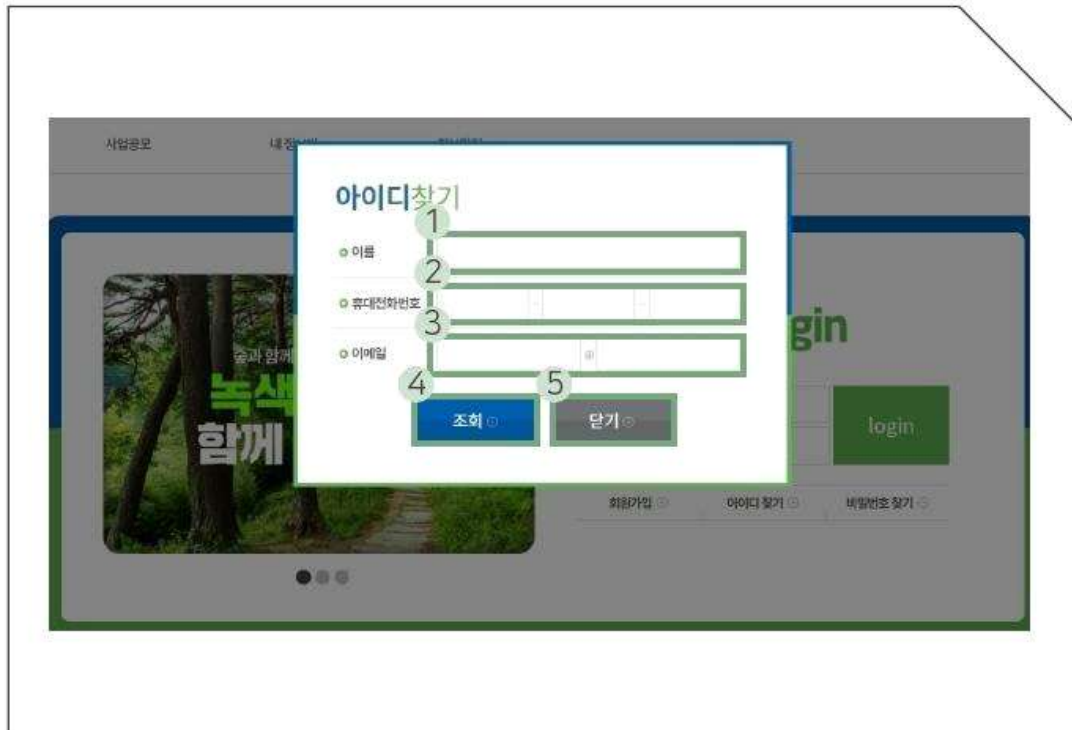 사업공모
아이디찾기
1
이름
2
휴대전화번호
3
이메일
@
4
5
조회
닫기
숲과 함께
녹색
함께
gin
login
회원가입
아이디 찾기
비밀번호 찾기